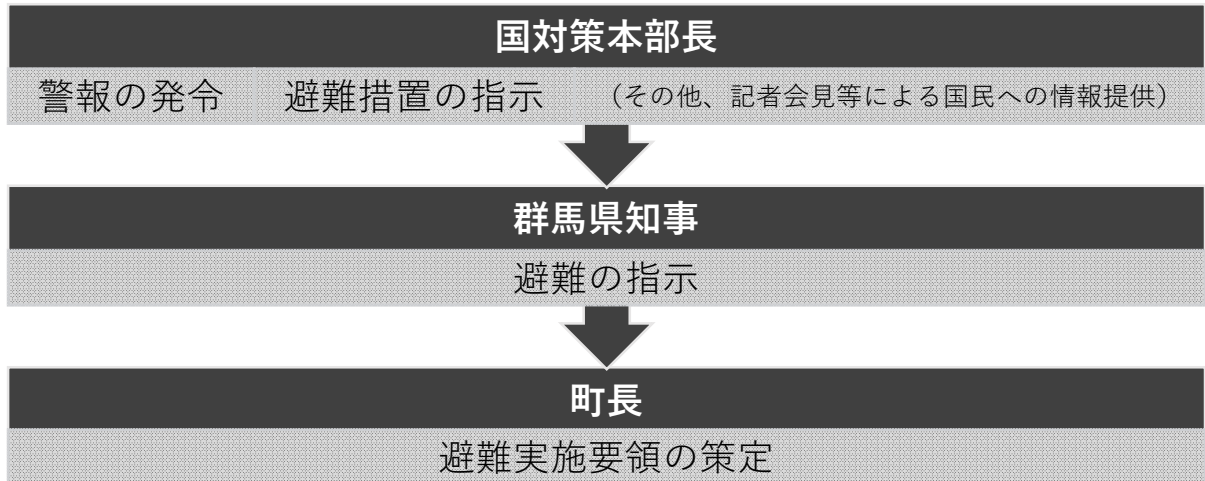 国対策本部長
警報の発令　避難措置の指示　（その他、記者会見等による国民への情報提供）
群馬県知事
避難の指示
町長
避難実施要領の策定